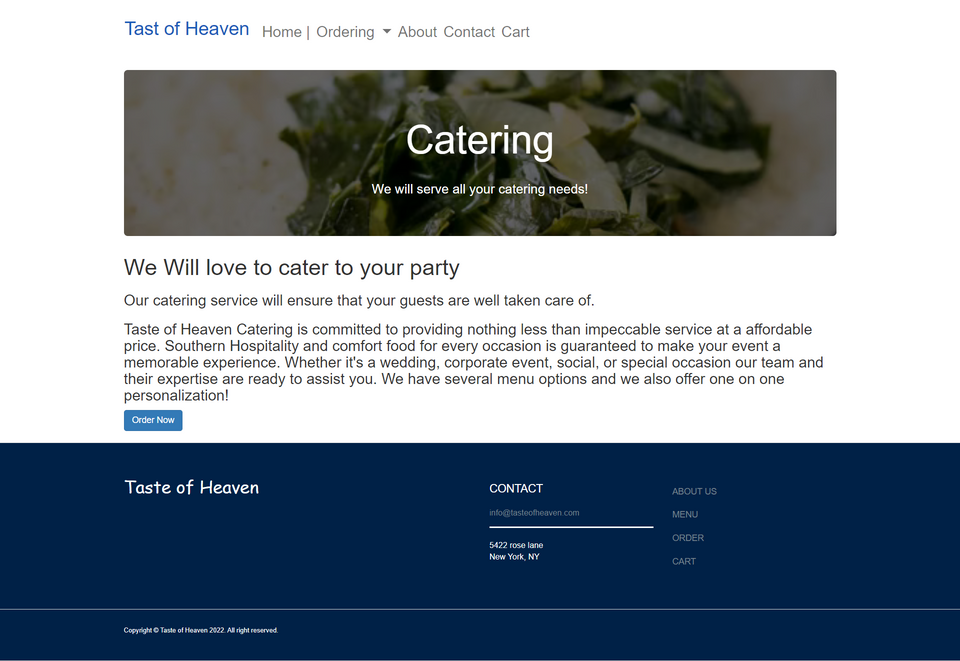 Tast of Heaven Home | Ordering About Contact Cart
Catering
We will serve all your catering needs!
We Will love to cater to your party
Our catering service will ensure that your guests are well taken care of.
Taste of Heaven Catering is committed to providing nothing less than impeccable service at a affordable
price. Southern Hospitality and comfort food for every occasion is guaranteed to make your event a
memorable experience. Whether it's a wedding, corporate event, social, or special occasion our team and
their expertise are ready to assist you. We have several menu options and we also offer one on one
personalization!
Order Now
Taste of Heaven
CONTACT
info@tasteofheaven.com
5422 rose lane
New York, NY
ABOUT US
MENU
ORDER
CART
Copyright © Taste of Heaven 2022. All right reserved.